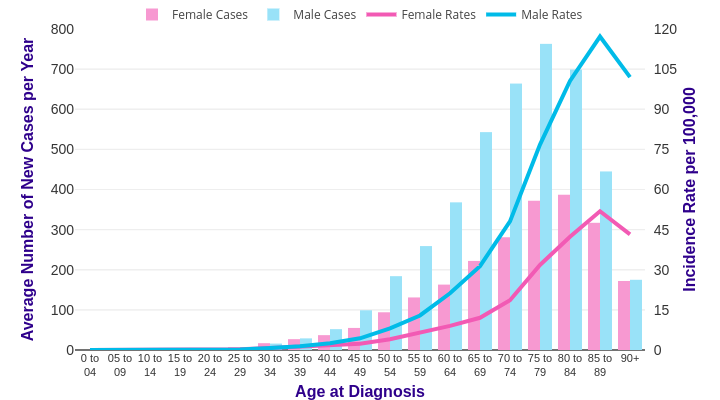 Female Cases Male Cases Female Rates Male Rates
Average Number of New Cases per Year
800
700
600
500
400
300
200
100
0
120
105
90
75
60
45
30
15
0
Incidence Rate per 100,000
0 to 04
05 to 09
10 to 14
15 to 19
20 to 24
25 to 29
30 to 34
35 to 39
40 to 44
45 to 49
50 to 54
55 to 59
60 to 64
65 to 69
70 to 74
75 to 79
80 to 84
85 to 89
90+
Age at Diagnosis